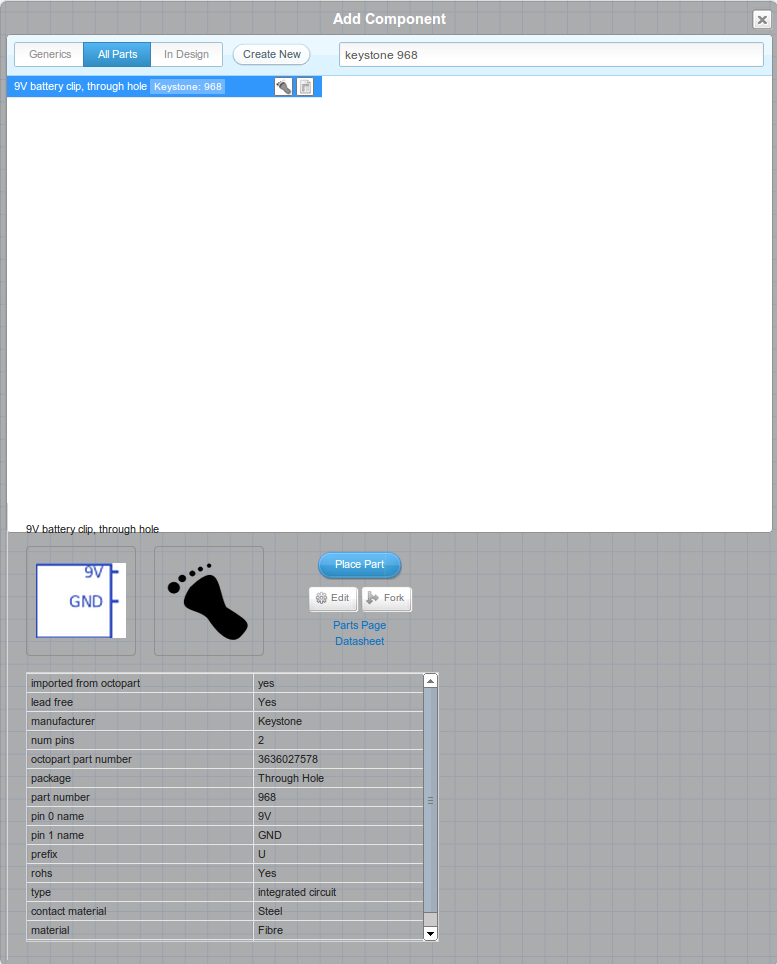 Add Component
Generics All Parts In Design Create New keystone 968
9V battery clip, through hole Keystone: 968
9V battery clip, through hole
9V
GND
Place Part
Edit Fork
Parts Page
Datasheet
imported from octopart yes
lead free Yes
manufacturer Keystone
num pins 2
octopart part number 3636027578
package Through Hole
part number 968
pin 0 name 9V
pin 1 name GND
prefix U
rohs Yes
type integrated circuit
contact material Steel
material Fibre